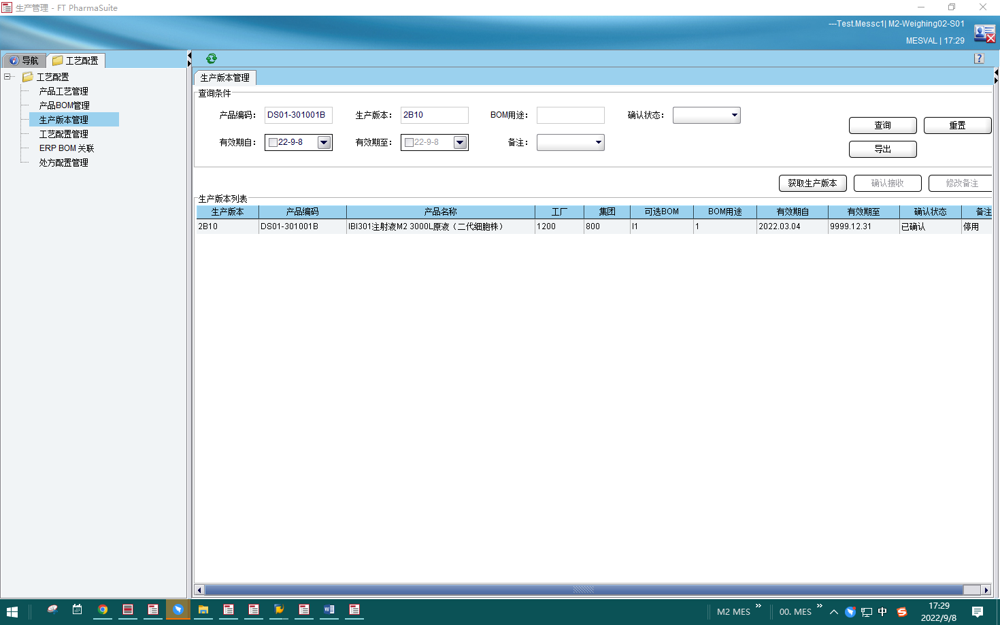 生产管理 - FT PharmaSuite
---Test.Messc1| M2-Weighing02-S01
MESVAL | 17:29
导航
工艺配置
工艺配置
产品工艺管理
产品BOM管理
生产版本管理
工艺配置管理
ERP BOM 关联
处方配置管理
?
生产版本管理
查询条件
产品编码： DS01-301001B 生产版本： 2B10 BOM用途： 确认状态：
查询 重置
有效期自： 22-9-8 有效期至： 22-9-8 备注：
导出
获取生产版本 确认接收 修改备注
生产版本列表
生产版本 产品编码 产品名称 工厂 集团 可选BOM BOM用途 有效期自 有效期至 确认状态 备注
2B10 DS01-301001B IBI301注射液M2 3000L原液（二代细胞株） 1200 800 I1 1 2022.03.04 9999.12.31 已确认 停用
M2 MES » 00. MES » 中
17:29
2022/9/8